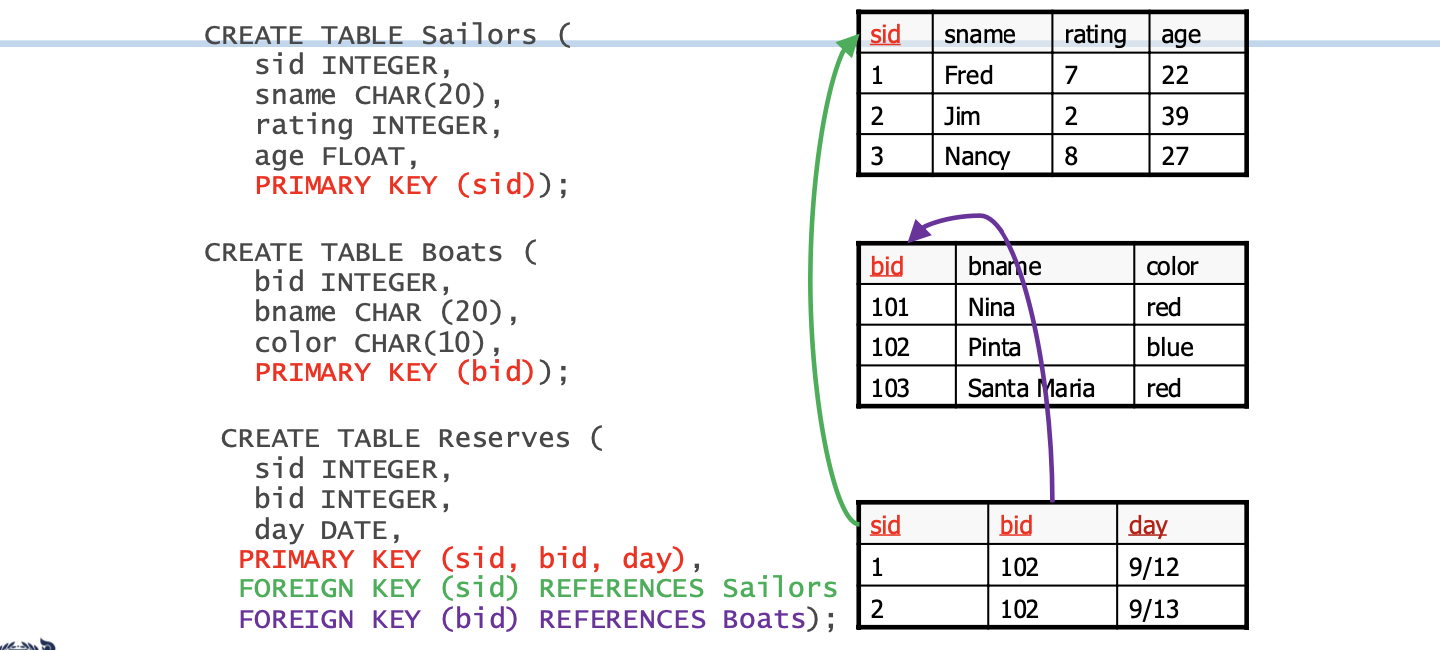 CREATE TABLE Sailors (
sid INTEGER,
sname CHAR(20),
rating INTEGER,
age FLOAT,
PRIMARY KEY (sid));
CREATE TABLE Boats (
bid INTEGER,
bname CHAR (20),
color CHAR(10),
PRIMARY KEY (bid));
CREATE TABLE Reserves (
sid INTEGER,
bid INTEGER,
day DATE,
PRIMARY KEY (sid, bid, day),
FOREIGN KEY (sid) REFERENCES Sailors
FOREIGN KEY (bid) REFERENCES Boats);
sid sname rating age
1 Fred 7 22
2 Jim 2 39
3 Nancy 8 27
bid bname color
101 Nina red
102 Pinta blue
103 Santa Maria red
sid bid day
1 102 9/12
2 102 9/13